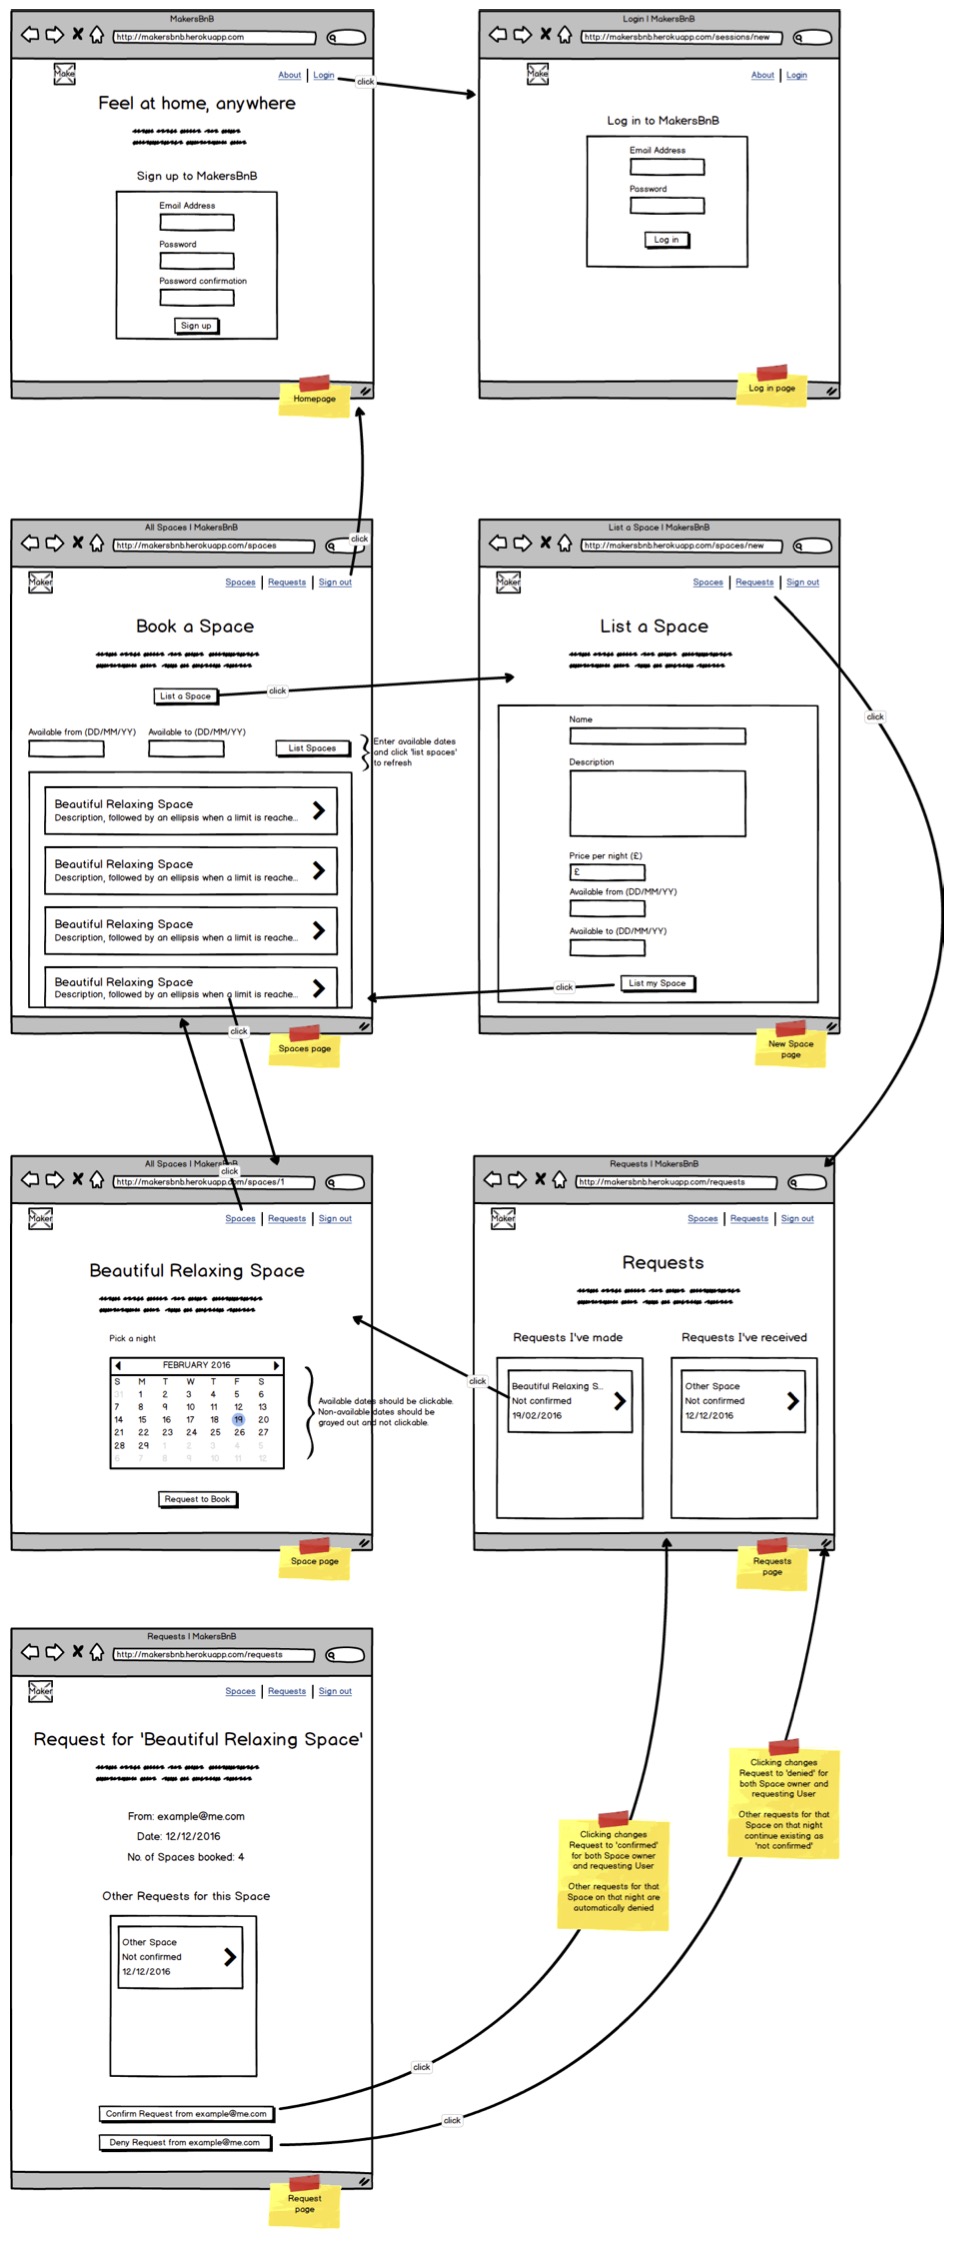 MakersBnB
http://makersbnb.herokuapp.com
Make
About
Login
click
Feel at home, anywhere
Sign up to MakersBnB
Email Address
Password
Password confirmation
Sign up
Homepage
Login | MakersBnB
http://makersbnb.herokuapp.com/sessions/new
Make
About
Login
Log in to MakersBnB
Email Address
Password
Log in
Log in page
All Spaces | MakersBnB
http://makersbnb.herokuapp.com/spaces
click
Maker
Spaces
Requests
Sign out
Book a Space
List a Space
click
Available from (DD/MM/YY)
Available to (DD/MM/YY)
List Spaces
Enter available dates
and click 'list spaces'
to refresh
Beautiful Relaxing Space
Description, followed by an ellipsis when a limit is reache...
Beautiful Relaxing Space
Description, followed by an ellipsis when a limit is reache...
Beautiful Relaxing Space
Description, followed by an ellipsis when a limit is reache...
Beautiful Relaxing Space
Description, followed by an ellipsis when a limit is reache...
click
Spaces page
List a Space | MakersBnB
http://makersbnb.herokuapp.com/spaces/new
Maker
Spaces
Requests
Sign out
List a Space
click
Name
Description
Price per night (£)
£
Available from (DD/MM/YY)
Available to (DD/MM/YY)
List my Space
click
New Space
page
All Spaces | MakersBnB
click
http://makersbnb.herokuapp.com/spaces/1
Maker
Spaces
Requests
Sign out
Beautiful Relaxing Space
Pick a night
FEBRUARY 2016
S M T W T F S
31 1 2 3 4 5 6
7 8 9 10 11 12 13
14 15 16 17 18 19 20
21 22 23 24 25 26 27
28 29 1 2 3 4 5
6 7 8 9 10 11 12
Available dates should be clickable.
Non-available dates should be
grayed out and not clickable.
Request to Book
Space page
Requests | MakersBnB
http://makersbnb.herokuapp.com/requests
Maker
Spaces
Requests
Sign out
Requests
Requests I've made
Requests I've received
click
Beautiful Relaxing S...
Not confirmed
19/02/2016
Other Space
Not confirmed
12/12/2016
Requests
page
Requests | MakersBnB
http://makersbnb.herokuapp.com/requests
Maker
Spaces
Requests
Sign out
Request for 'Beautiful Relaxing Space'
From: example@me.com
Date: 12/12/2016
No. of Spaces booked: 4
Other Requests for this Space
Other Space
Not confirmed
12/12/2016
Confirm Request from example@me.com
Deny Request from example@me.com
click
click
Request
page
Clicking changes
Request to 'confirmed'
for both Space owner
and requesting User
Other requests for that
Space on that night are
automatically denied
Clicking changes
Request to 'denied' for
both Space owner and
requesting User
Other requests for that
Space on that night
continue existing as
'not confirmed'